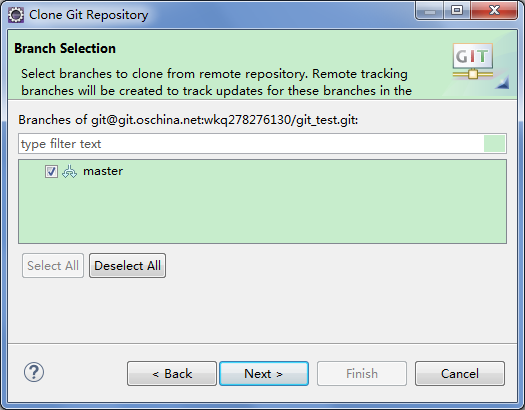 Clone Git Repository
Branch Selection
Select branches to clone from remote repository. Remote tracking
branches will be created to track updates for these branches in the
GIT
Branches of git@git.oschina.net:wkq278276130/git_test.git:
type filter text
master
Select All
Deselect All
?
< Back
Next >
Finish
Cancel